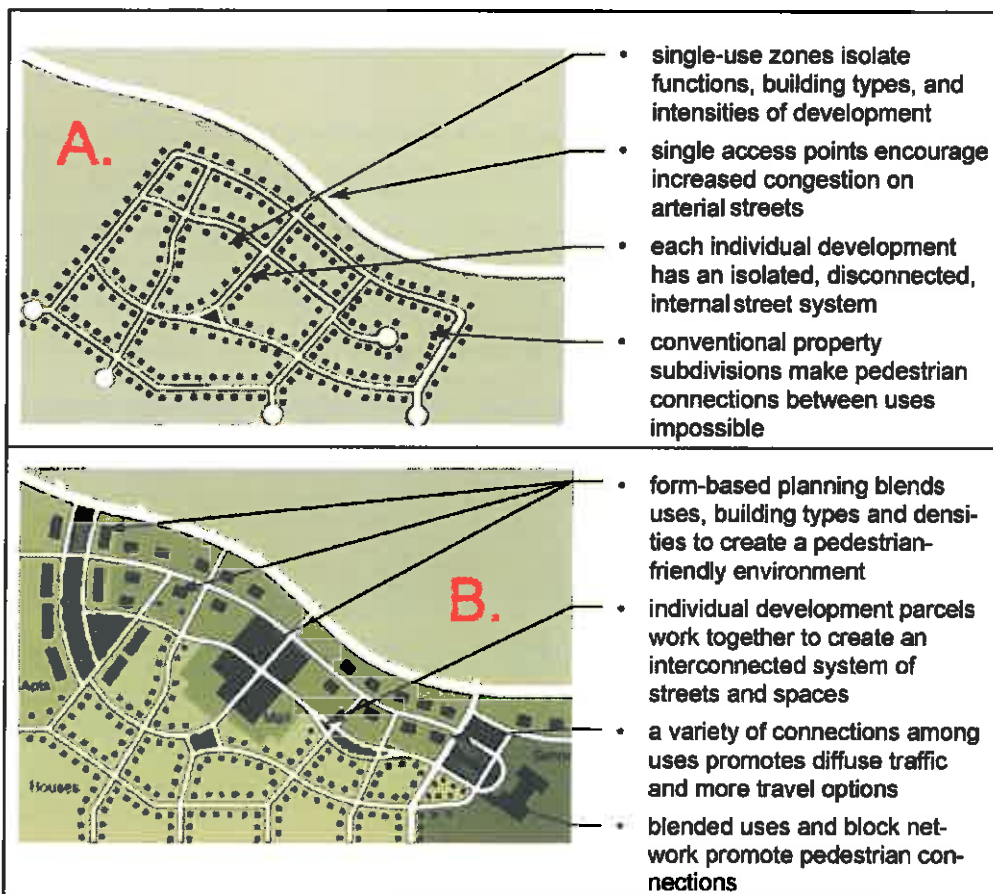 A.
• single-use zones isolate
functions, building types, and
intensities of development
• single access points encourage
increased congestion on
arterial streets
• each individual development
has an isolated, disconnected,
internal street system
• conventional property
subdivisions make pedestrian
connections between uses
impossible
B.
Apts
Mall
Houses
• form-based planning blends
uses, building types and densi-
ties to create a pedestrian-
friendly environment
• individual development parcels
work together to create an
interconnected system of
streets and spaces
• a variety of connections among
uses promotes diffuse traffic
and more travel options
• blended uses and block net-
work promote pedestrian con-
nections